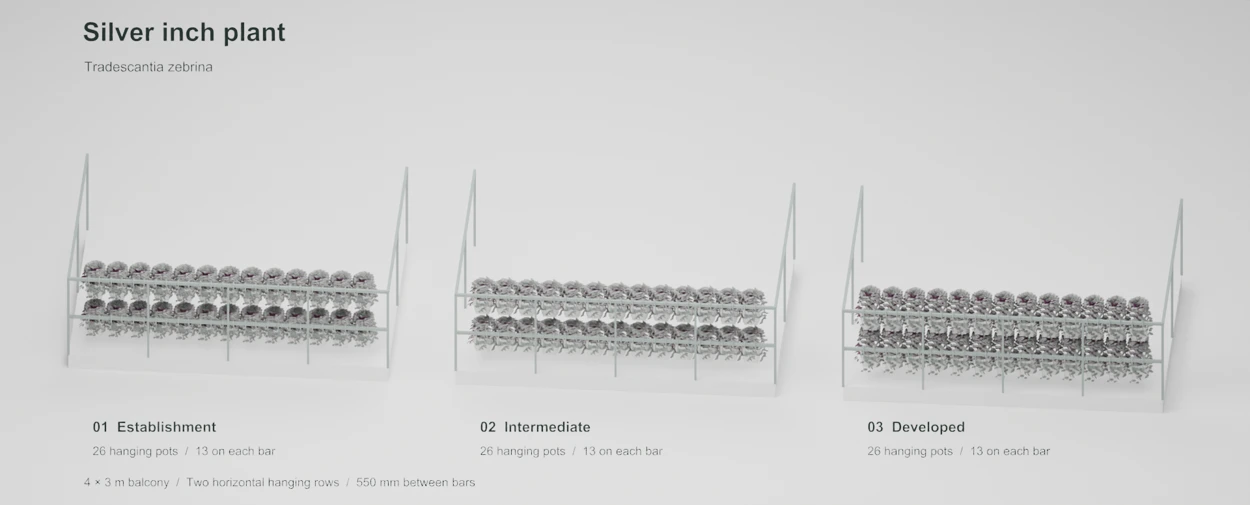 Silver inch plant
Tradescantia zebrina
01 Establishment
26 hanging pots / 13 on each bar
02 Intermediate
26 hanging pots / 13 on each bar
03 Developed
26 hanging pots / 13 on each bar
4 × 3 m balcony / Two horizontal hanging rows / 550 mm between bars